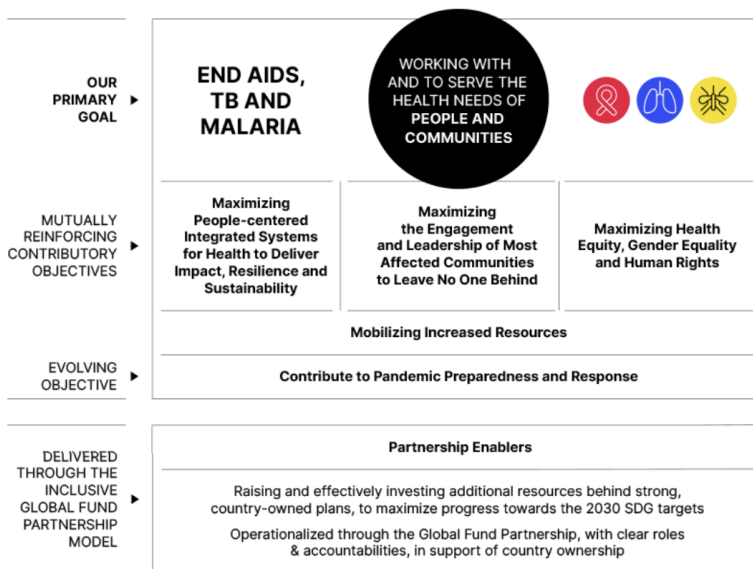 OUR
PRIMARY
GOAL
END AIDS,
TB AND
MALARIA
WORKING WITH
AND TO SERVE THE
HEALTH NEEDS OF
PEOPLE AND
COMMUNITIES
MUTUALLY
REINFORCING
CONTRIBUTORY
OBJECTIVES
Maximizing
People-centered
Integrated Systems
for Health to Deliver
Impact, Resilience and
Sustainability
Maximizing
the Engagement
and Leadership of Most
Affected Communities
to Leave No One Behind
Maximizing Health
Equity, Gender Equality
and Human Rights
Mobilizing Increased Resources
EVOLVING
OBJECTIVE
Contribute to Pandemic Preparedness and Response
DELIVERED
THROUGH THE
INCLUSIVE
GLOBAL FUND
PARTNERSHIP
MODEL
Partnership Enablers
Raising and effectively investing additional resources behind strong,
country-owned plans, to maximize progress towards the 2030 SDG targets
Operationalized through the Global Fund Partnership, with clear roles
& accountabilities, in support of country ownership